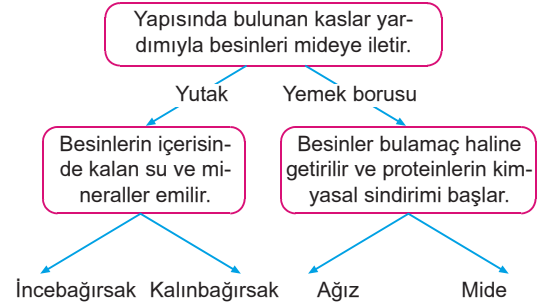 Yapısında bulunan kaslar yar-
dımıyla besinleri mideye iletir.
Yutak
Yemek borusu
Besinlerin içerisin-
de kalan su ve mi-
neraller emilir.
Besinler bulamaç haline
getirilir ve proteinlerin kim-
yasal sindirimi başlar.
İncebağırsak
Kalınbağırsak
Ağız
Mide